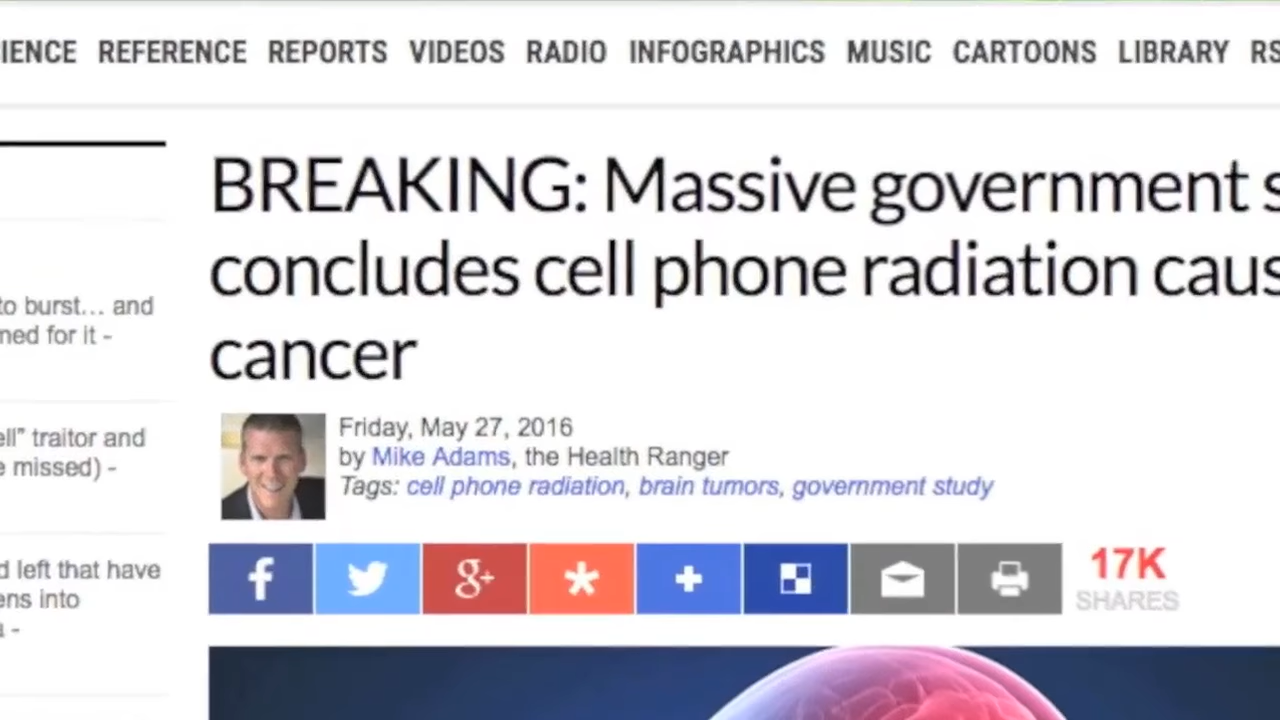 IENCE REFERENCE REPORTS VIDEOS RADIO INFOGRAPHICS MUSIC CARTOONS LIBRARY RS
BREAKING: Massive government s
concludes cell phone radiation caus
cancer
to burst... and
ned for it -
ell" traitor and
e missed) -
d left that have
ens into
-
Friday, May 27, 2016
by Mike Adams, the Health Ranger
Tags: cell phone radiation, brain tumors, government study
f
g+
17K
SHARES